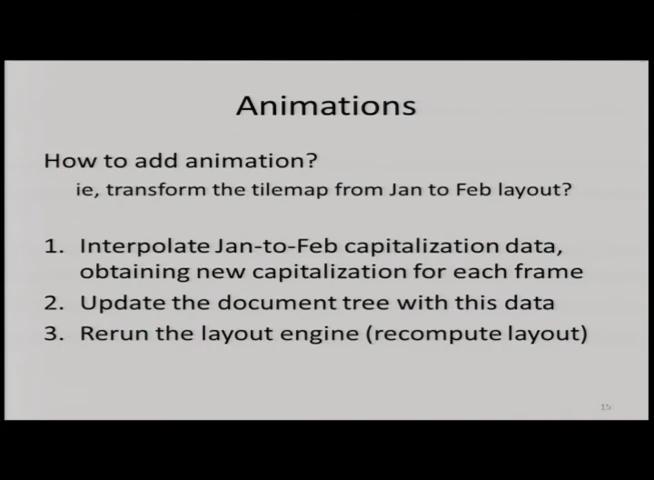 Animations
How to add animation?
ie, transform the tilemap from Jan to Feb layout?
1. Interpolate Jan-to-Feb capitalization data,
obtaining new capitalization for each frame
2. Update the document tree with this data
3. Rerun the layout engine (recompute layout)
15